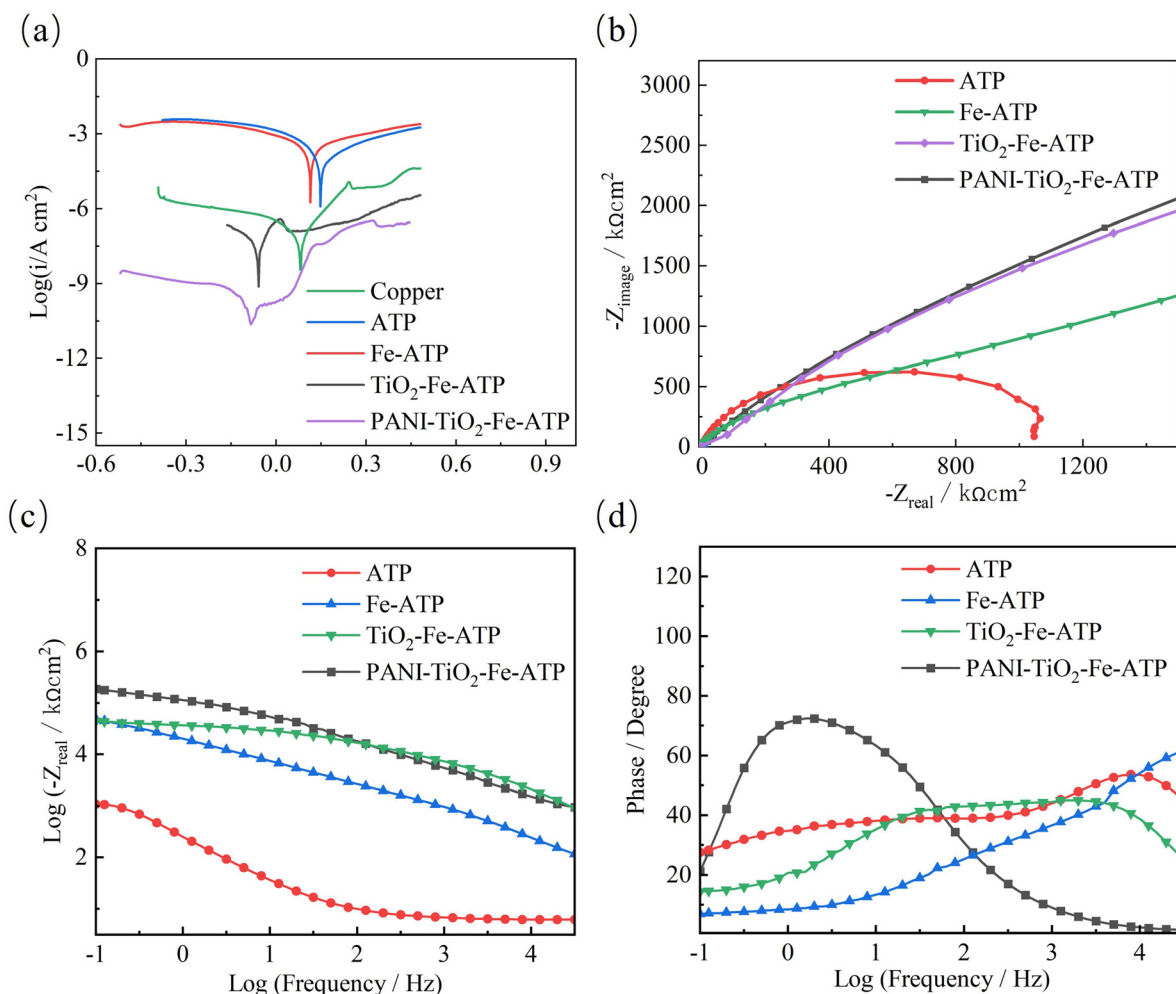 (a)
0
-3
-6
-9
-12
-15
Log(i/A cm²)
Copper
ATP
Fe-ATP
TiO₂-Fe-ATP
PANI-TiO₂-Fe-ATP
-0.6 -0.3 0.0 0.3 0.6 0.9
(b)
3000
2500
2000
1500
1000
500
0
-Z_image / kΩcm²
ATP
Fe-ATP
TiO₂-Fe-ATP
PANI-TiO₂-Fe-ATP
0 400 800 1200
-Z_real / kΩcm²
(c)
8
6
4
2
Log (-Z_real / kΩcm²)
ATP
Fe-ATP
TiO₂-Fe-ATP
PANI-TiO₂-Fe-ATP
-1 0 1 2 3 4
Log (Frequency / Hz)
(d)
120
100
80
60
40
20
0
Phase / Degree
ATP
Fe-ATP
TiO₂-Fe-ATP
PANI-TiO₂-Fe-ATP
-1 0 1 2 3 4
Log (Frequency / Hz)